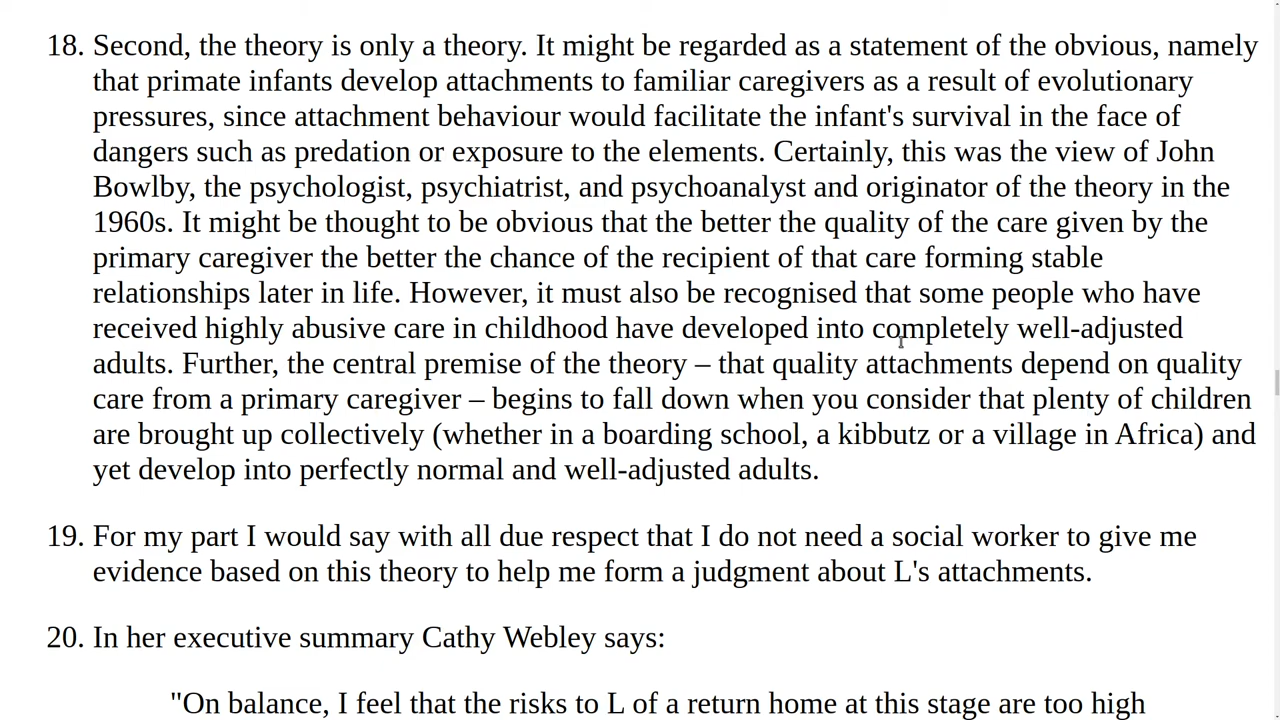 18. Second, the theory is only a theory. It might be regarded as a statement of the obvious, namely
that primate infants develop attachments to familiar caregivers as a result of evolutionary
pressures, since attachment behaviour would facilitate the infant's survival in the face of
dangers such as predation or exposure to the elements. Certainly, this was the view of John
Bowlby, the psychologist, psychiatrist, and psychoanalyst and originator of the theory in the
1960s. It might be thought to be obvious that the better the quality of the care given by the
primary caregiver the better the chance of the recipient of that care forming stable
relationships later in life. However, it must also be recognised that some people who have
received highly abusive care in childhood have developed into completely well-adjusted
adults. Further, the central premise of the theory – that quality attachments depend on quality
care from a primary caregiver – begins to fall down when you consider that plenty of children
are brought up collectively (whether in a boarding school, a kibbutz or a village in Africa) and
yet develop into perfectly normal and well-adjusted adults.
19. For my part I would say with all due respect that I do not need a social worker to give me
evidence based on this theory to help me form a judgment about L's attachments.
20. In her executive summary Cathy Webley says:
"On balance, I feel that the risks to L of a return home at this stage are too high